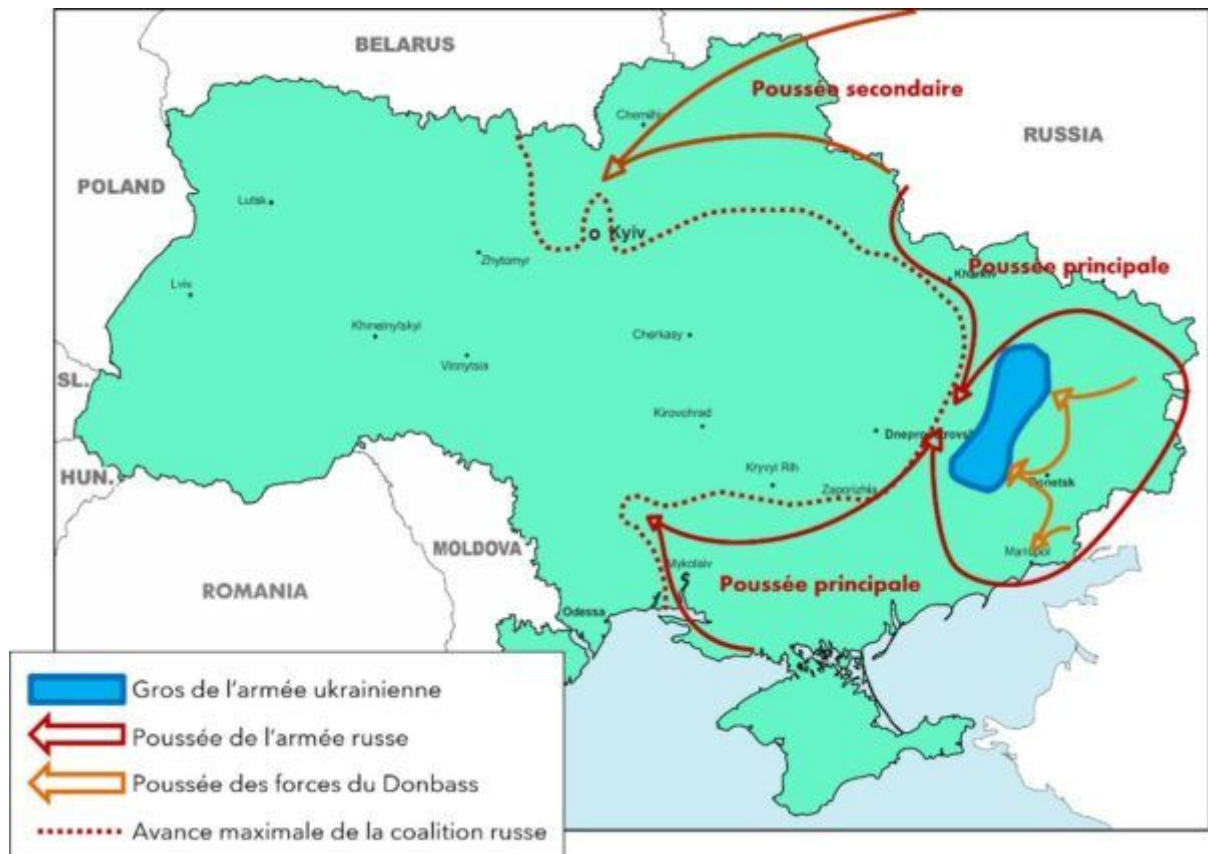 BELARUS
Poussée secondaire
Chernihiv
RUSSIA
POLAND
Lutsk
Kyiv
Zhytomyr
Poussée principale
Kharkiv
Lviv
Khmelnylskyi
Cherkasy
Vinnytsia
SL.
Kirovohrad
Dnepropetrovsk
HUN.
Kryvyi Rih
Zaporizhia
Donetsk
MOLDOVA
Mariupol
Mykolaiv
Poussée principale
ROMANIA
Odessa
Gros de l'armée ukrainienne
Poussée de l'armée russe
Poussée des forces du Donbass
Avance maximale de la coalition russe